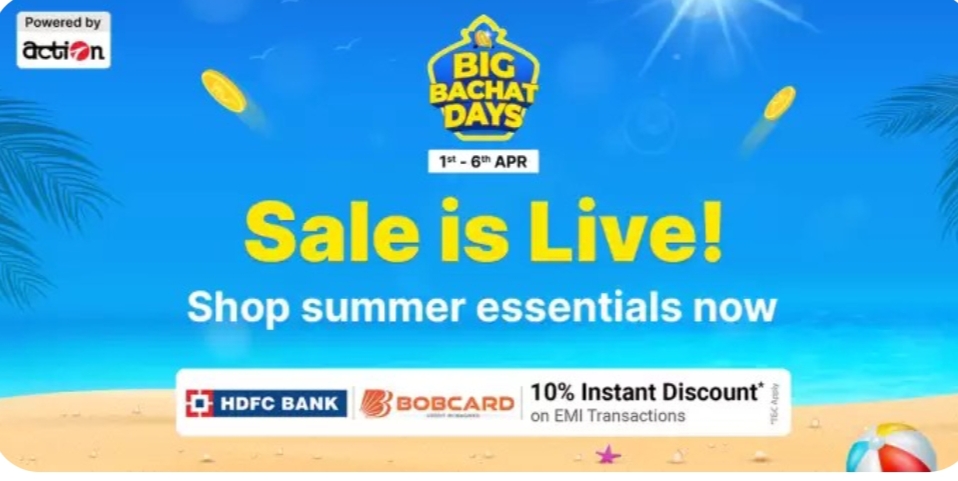 Powered by
action
BIG
BACHAT
DAYS
1st - 6th APR
Sale is Live!
Shop summer essentials now
HDFC BANK
BOBCARD
10% Instant Discount*
on EMI Transactions
*T&C Apply